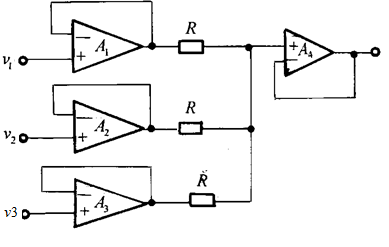 A1 R + A4
v1 +
A2 R
v2 +
A3 R
v3 +